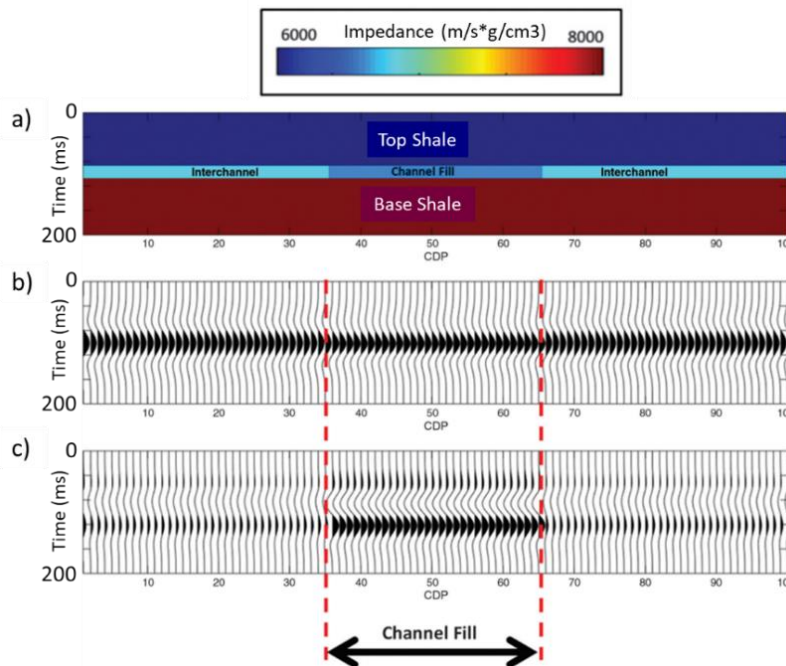 6000 Impedance (m/s*g/cm3) 8000
a)
0
Time (ms)
200
Top Shale
Interchannel Channel Fill Interchannel
Base Shale
10 20 30 40 50 60 70 80 90 100
CDP
b)
0
Time (ms)
200
10 20 30 40 50 60 70 80 90
CDP
c)
0
Time (ms)
200
10 20 30 40 50 60 70 80 90
CDP
Channel Fill